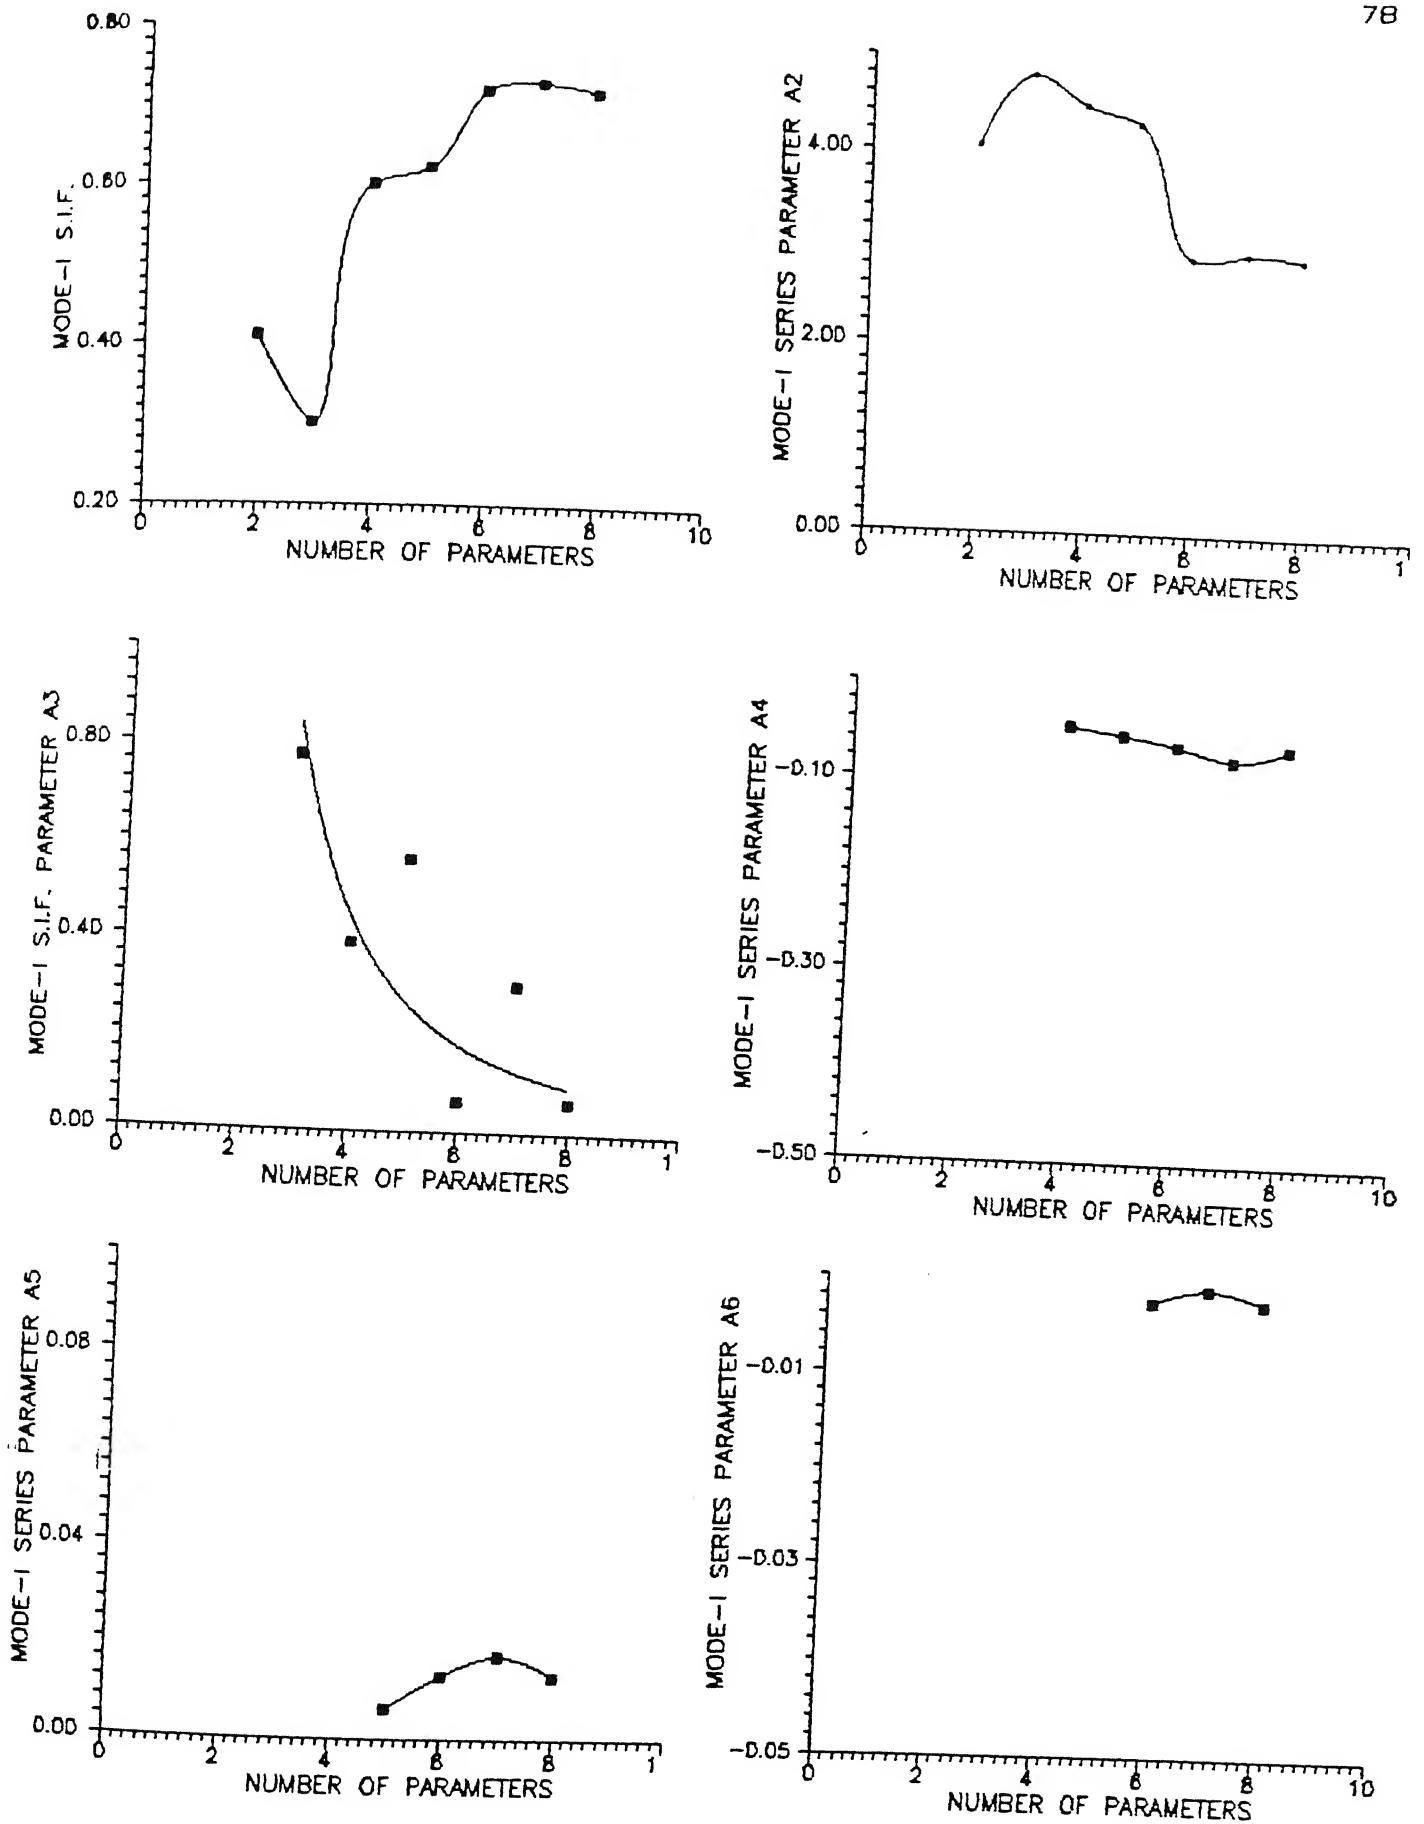 78
0.80
0.60
0.40
0.20
MODE-I S.I.F.
0 2 4 6 8 10
NUMBER OF PARAMETERS
4.00
2.00
0.00
MODE-I SERIES PARAMETER A2
0 2 4 6 8 1
NUMBER OF PARAMETERS
0.80
0.40
0.00
MODE-I S.I.F. PARAMETER A3
0 2 4 6 8 1
NUMBER OF PARAMETERS
-0.10
-0.30
-0.50
MODE-I SERIES PARAMETER A4
0 2 4 6 8 10
NUMBER OF PARAMETERS
0.08
0.04
0.00
MODE-I SERIES PARAMETER A5
0 2 4 6 8 1
NUMBER OF PARAMETERS
-0.01
-0.03
-0.05
MODE-I SERIES PARAMETER A6
0 2 4 6 8 10
NUMBER OF PARAMETERS